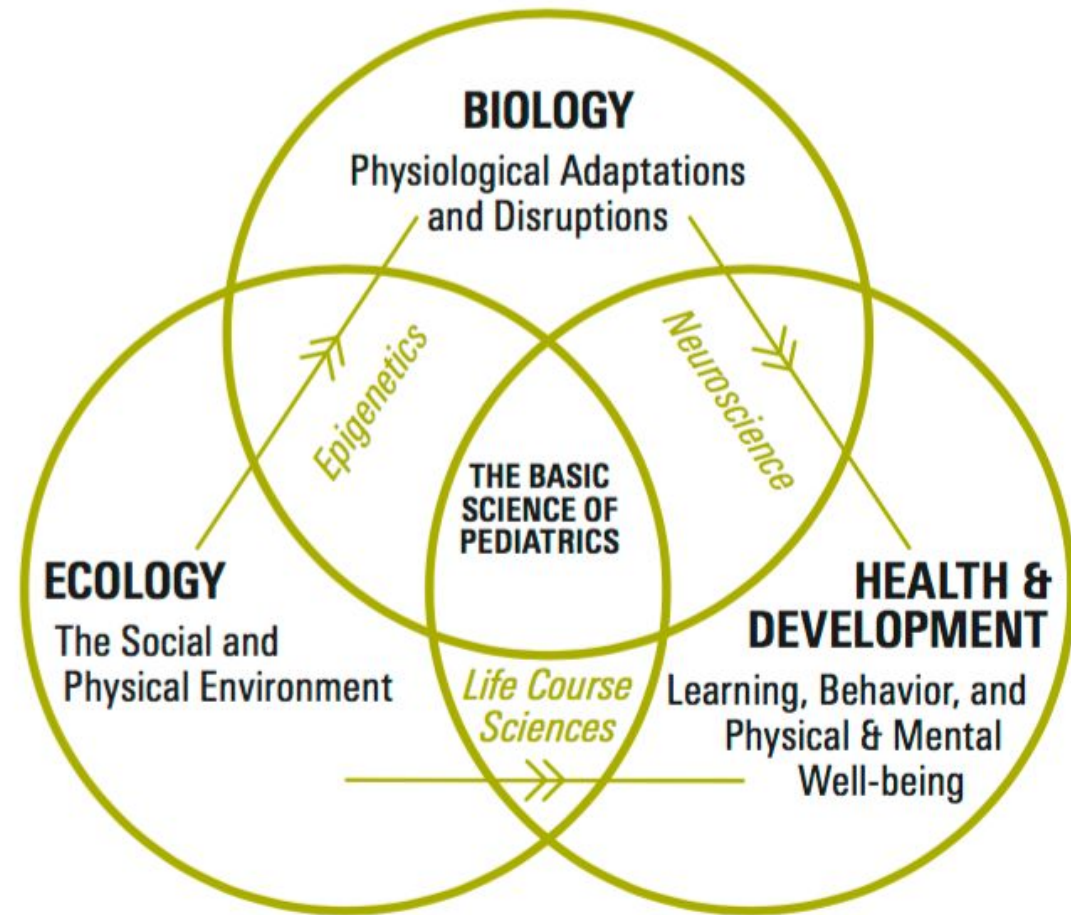 BIOLOGY
Physiological Adaptations
and Disruptions
Epigenetics
Neuroscience
THE BASIC
SCIENCE OF
PEDIATRICS
ECOLOGY
The Social and
Physical Environment
HEALTH &
DEVELOPMENT
Learning, Behavior, and
Physical & Mental
Well-being
Life Course
Sciences